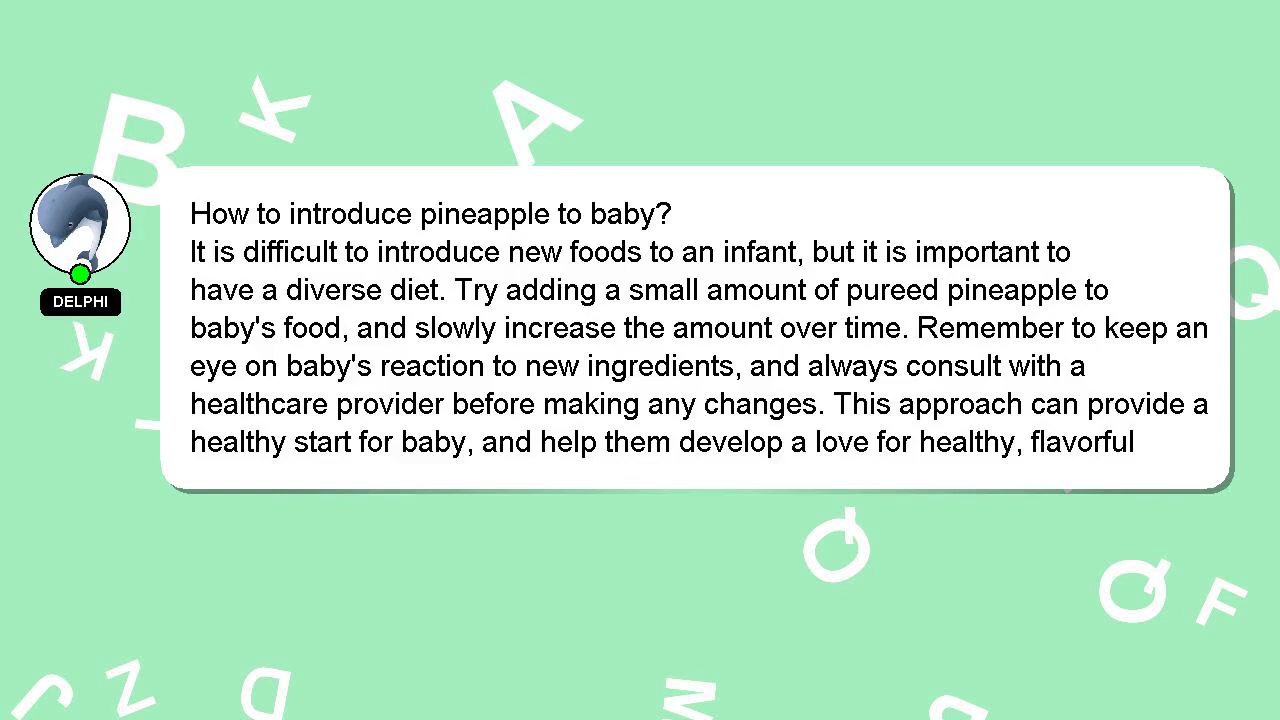 B
K
A
How to introduce pineapple to baby?
It is difficult to introduce new foods to an infant, but it is important to
have a diverse diet. Try adding a small amount of pureed pineapple to
baby's food, and slowly increase the amount over time. Remember to keep an
eye on baby's reaction to new ingredients, and always consult with a
healthcare provider before making any changes. This approach can provide a
healthy start for baby, and help them develop a love for healthy, flavorful
DELPHI
Q
K
Q
Q
F
J
Z
D
M